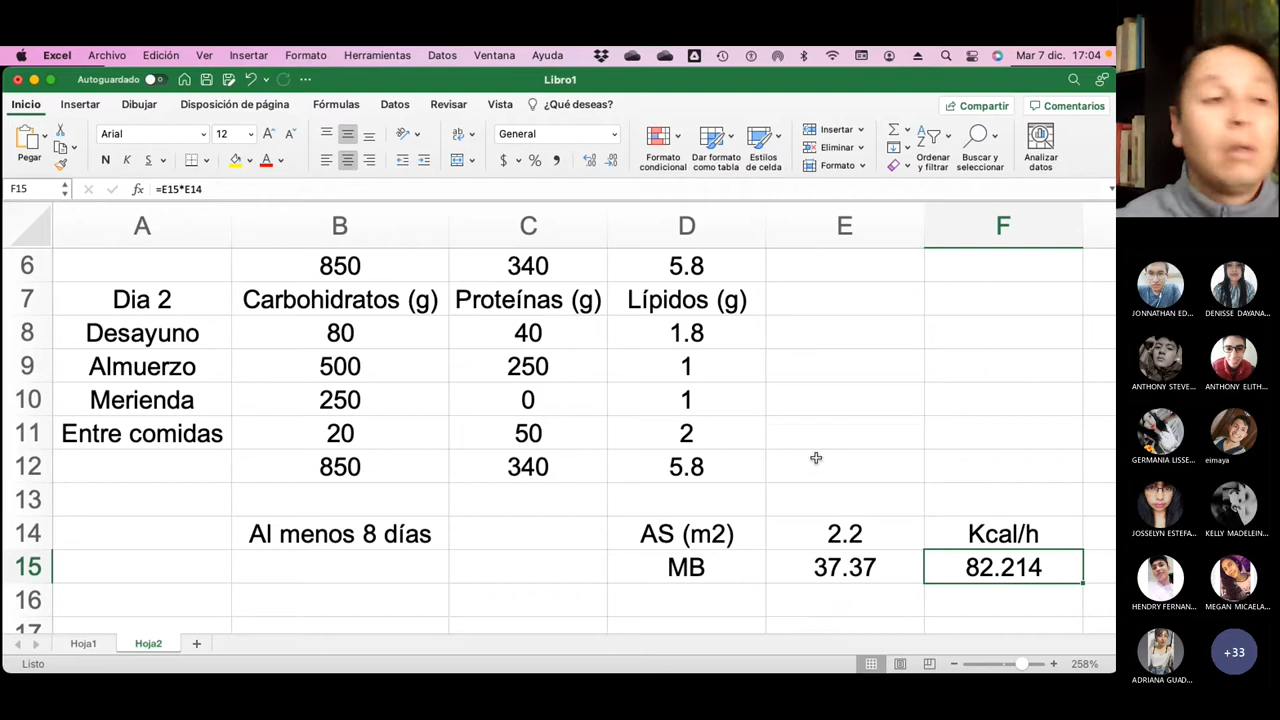 Excel Archivo Edición Ver Insertar Formato Herramientas Datos Ventana Ayuda Mar 7 dic. 17:04
Autoguardado Libro1
Inicio Insertar Dibujar Disposición de página Fórmulas Datos Revisar Vista ¿Qué deseas? Compartir Comentarios
Pegar Arial 12 General Formato condicional Dar formato como tabla Estilos de celda Insertar Eliminar Formato Ordenar y filtrar Buscar y seleccionar Analizar datos
N K S $ %
F15 fx =E15*E14
A B C D E F
6 850 340 5.8
7 Dia 2 Carbohidratos (g) Proteínas (g) Lípidos (g)
8 Desayuno 80 40 1.8
9 Almuerzo 500 250 1
10 Merienda 250 0 1
11 Entre comidas 20 50 2
12 850 340 5.8
13
14 Al menos 8 días AS (m2) 2.2 Kcal/h
15 MB 37.37 82.214
16
17
Hoja1 Hoja2 +
Listo 258%
JONNATHAN ED... DENISSE DAYANA...
ANTHONY STEVE... ANTHONY ELITH...
GERMANIA LISSE... eimaya
JOSSELYN ESTEFA... KELLY MADELEIN...
HENDRY FERNAN... MEGAN MICAELA...
ADRIANA GUAD... +33